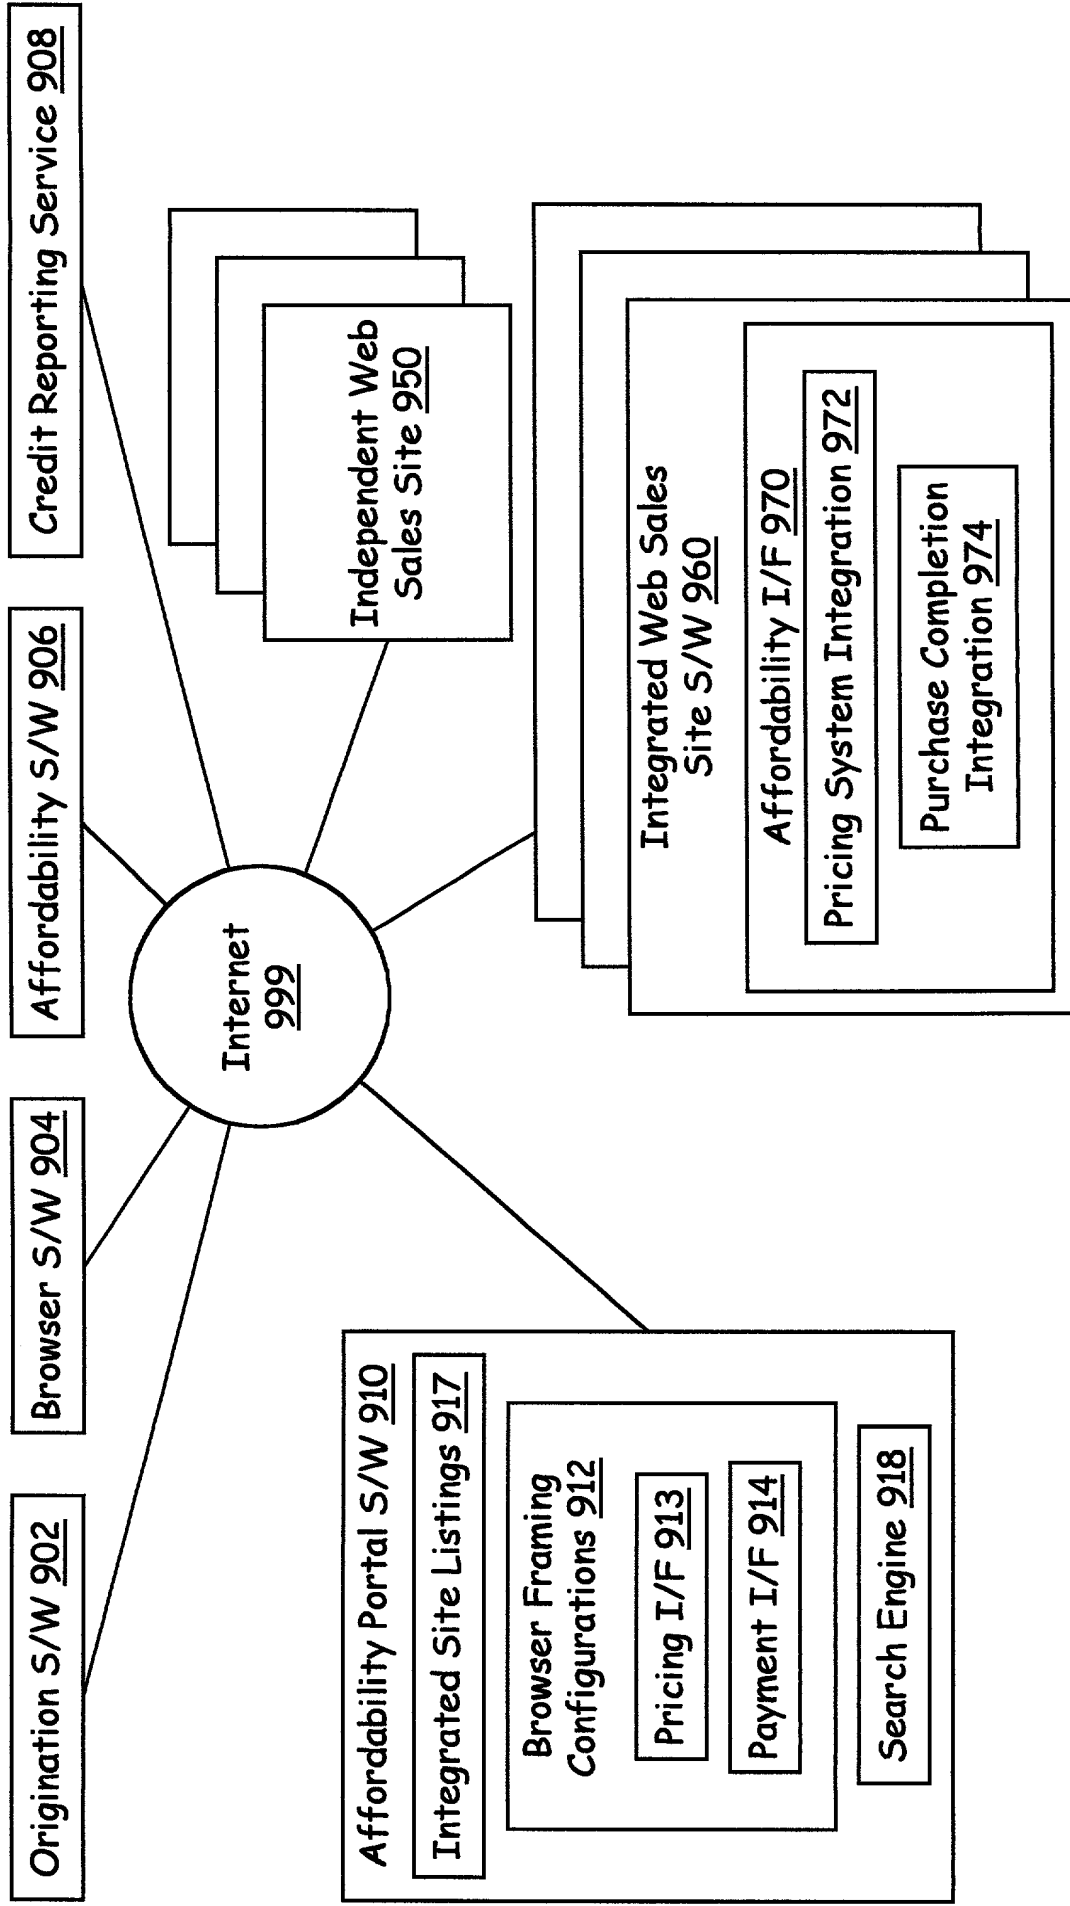 Origination S/W 902
Browser S/W 904
Affordability S/W 906
Credit Reporting Service 908
Internet
999
Independent Web
Sales Site 950
Affordability Portal S/W 910
Integrated Site Listings 917
Browser Framing
Configurations 912
Pricing I/F 913
Payment I/F 914
Search Engine 918
Integrated Web Sales
Site S/W 960
Affordability I/F 970
Pricing System Integration 972
Purchase Completion
Integration 974